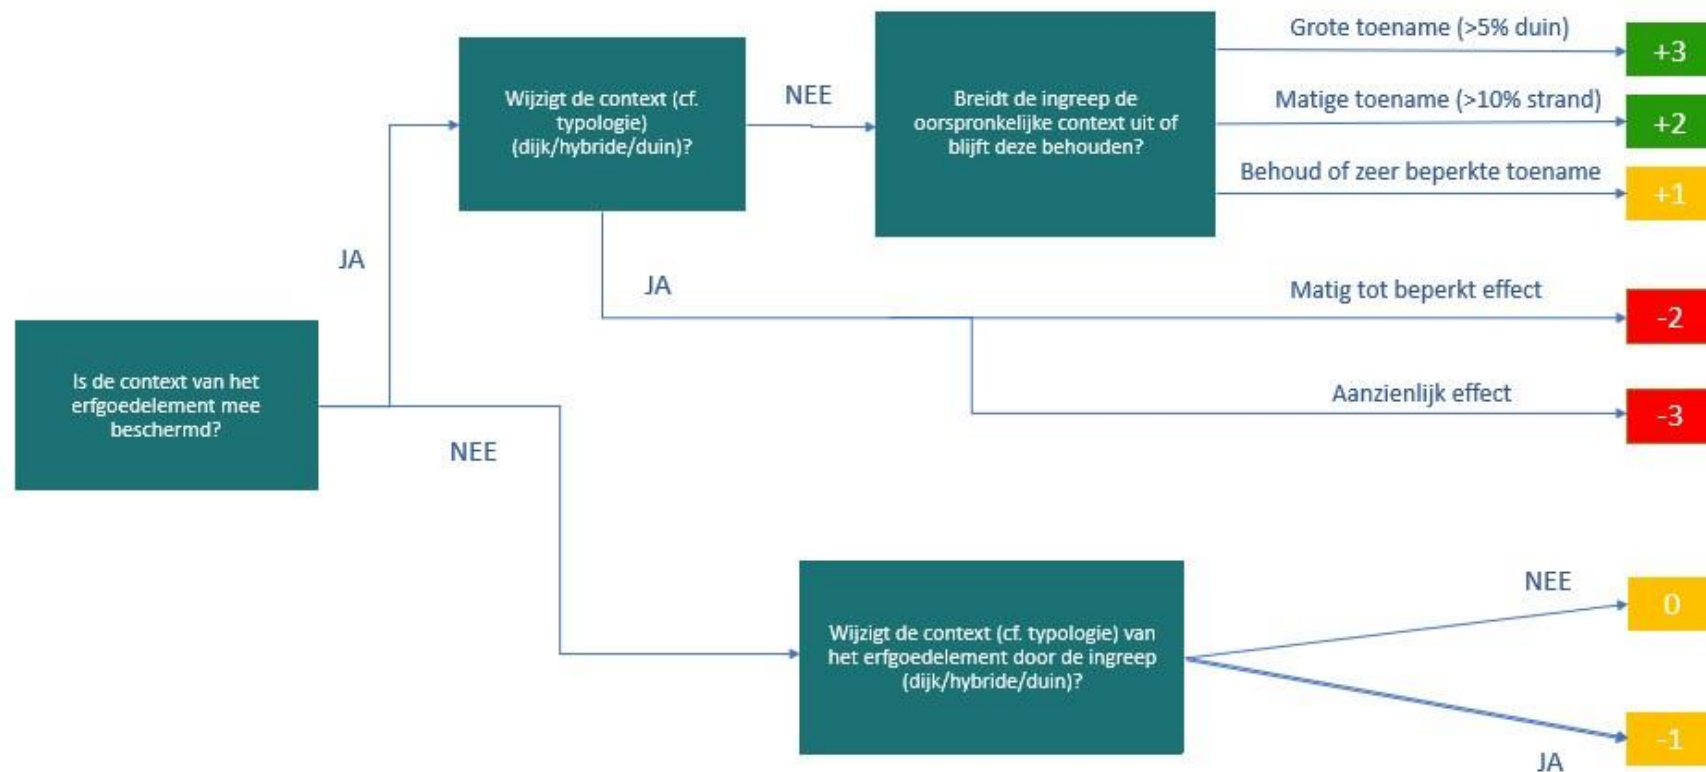 Grote toename (>5% duin)
+3
Wijzigt de context (cf.
typologie)
(dijk/hybride/duin)?
NEE
Breidt de ingreep de
oorspronkelijke context uit of
blijft deze behouden?
Matige toename (>10% strand)
+2
Behoud of zeer beperkte toename
+1
JA
JA
Matig tot beperkt effect
-2
Is de context van het
erfgoedelement mee
beschermd?
Aanzienlijk effect
-3
NEE
NEE
0
Wijzigt de context (cf. typologie) van
het erfgoedelement door de ingreep
(dijk/hybride/duin)?
-1
JA